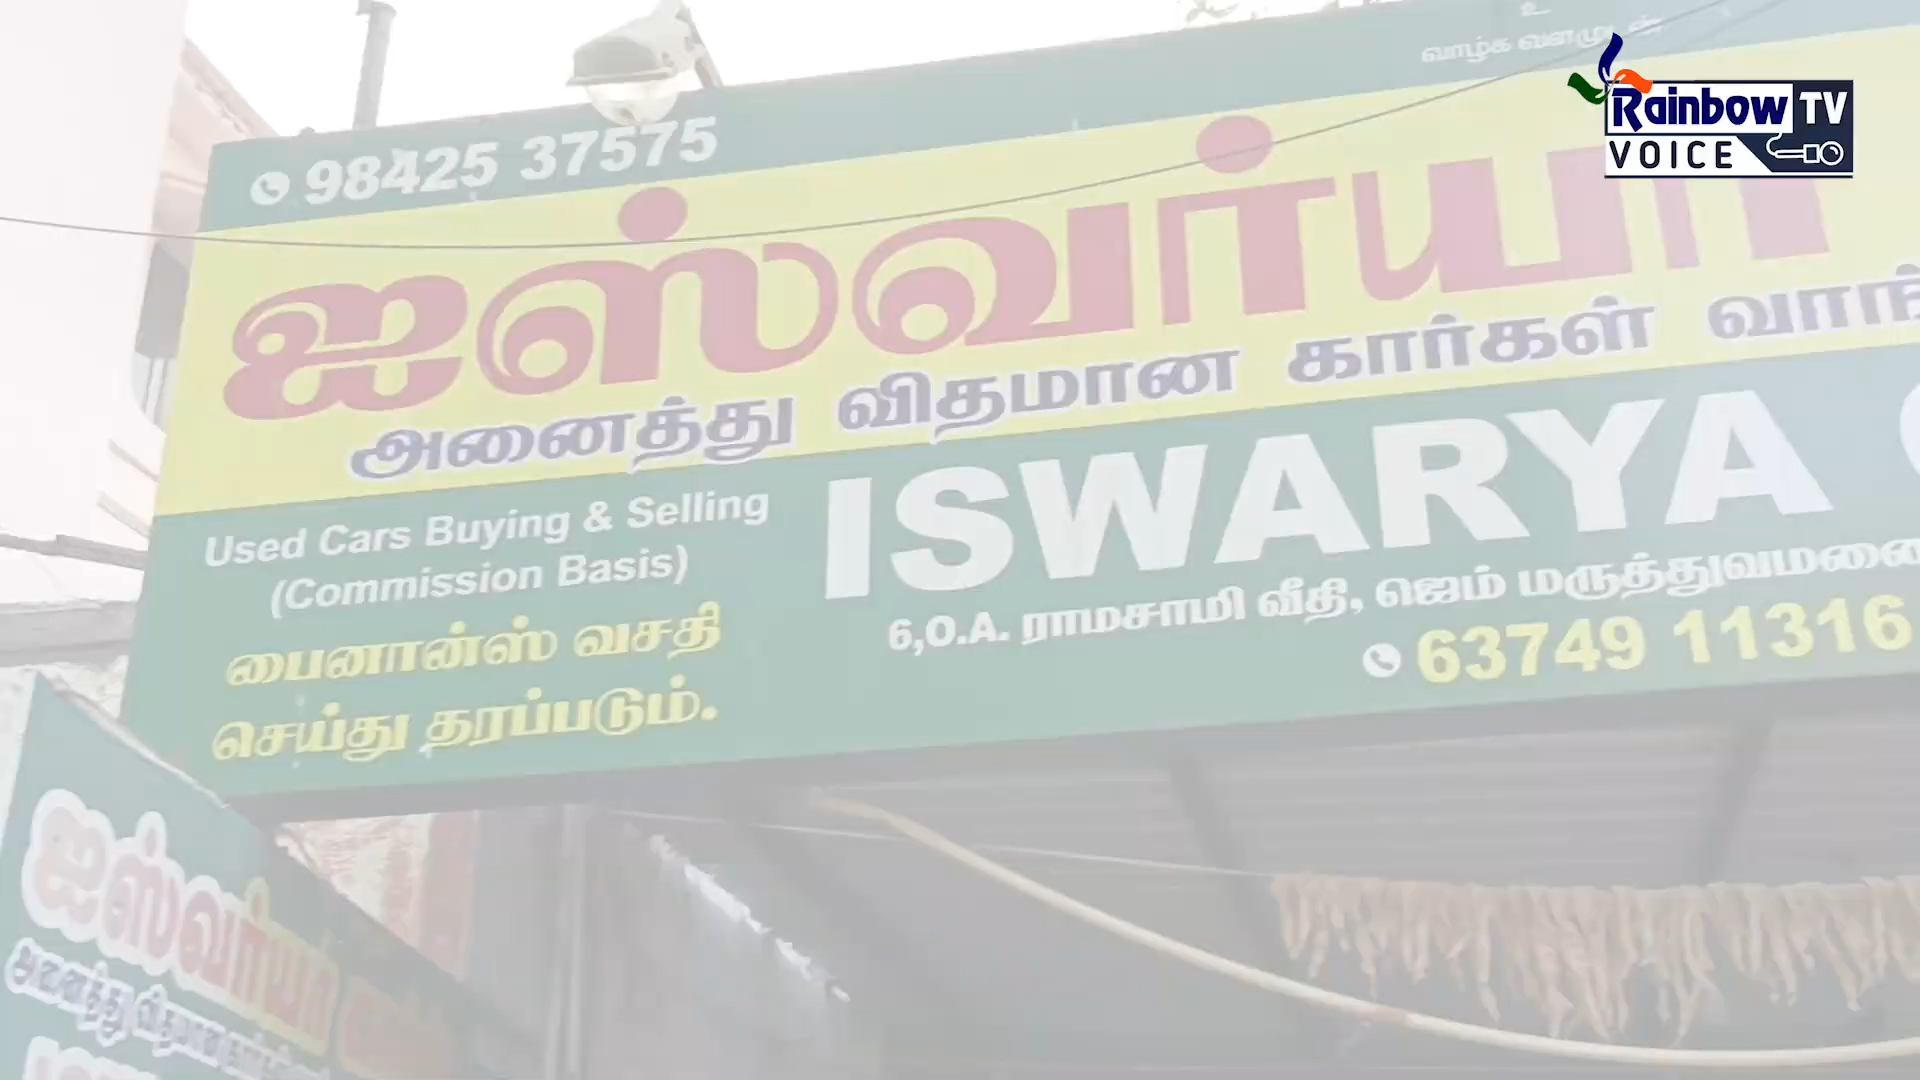 உ
வாழ்க வளமுடன்
Rainbow TV
VOICE
98425 37575
ஐஸ்வர்யா
அனைத்து விதமான கார்கள்
Used Cars Buying & Selling
(Commission Basis)
பைனான்ஸ் வசதி
செய்து தரப்படும்.
ISWARYA
6,O.A. ராமசாமி வீதி, ஜெம் மருத்துவமனை
63749 11316
ஐஸ்வர்யா
அனைத்து விதமான